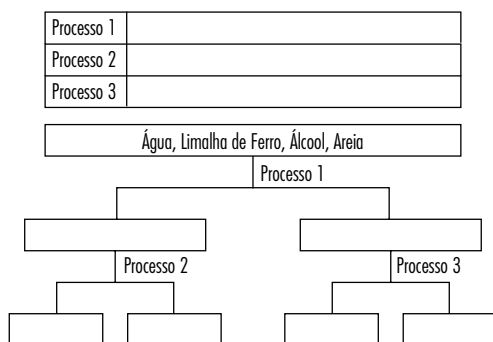 Processo 1
Processo 2
Processo 3
Água, Limalha de Ferro, Álcool, Areia
Processo 1
Processo 2
Processo 3